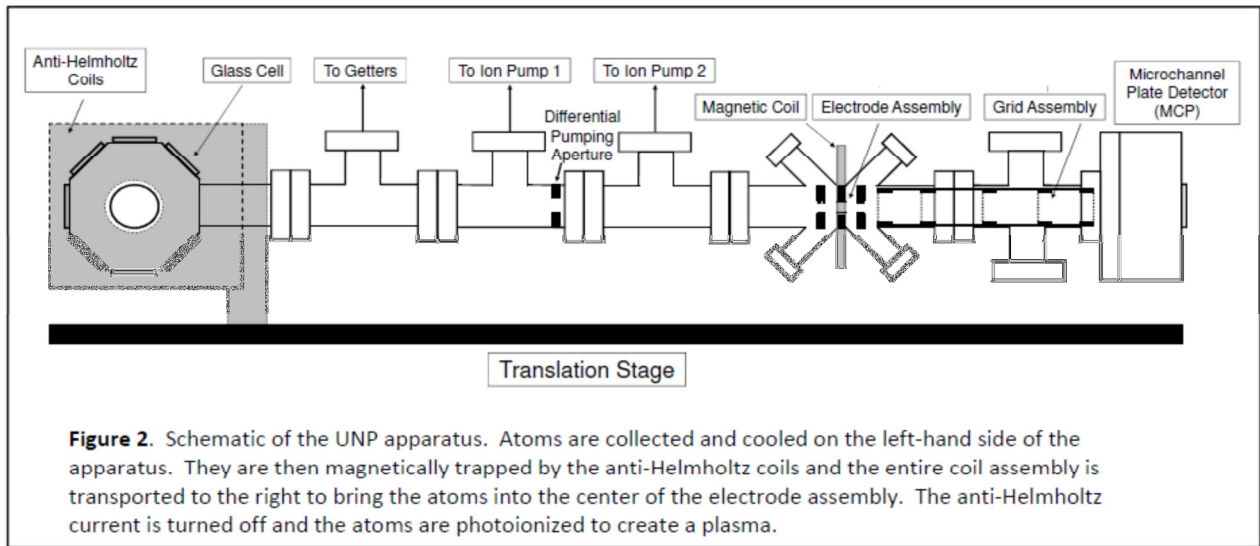 Anti-Helmholtz
Coils
Glass Cell
To Getters
To Ion Pump 1
To Ion Pump 2
Differential
Pumping
Aperture
Magnetic Coil
Electrode Assembly
Grid Assembly
Microchannel
Plate Detector
(MCP)
Translation Stage
Figure 2. Schematic of the UNP apparatus. Atoms are collected and cooled on the left-hand side of the
apparatus. They are then magnetically trapped by the anti-Helmholtz coils and the entire coil assembly is
transported to the right to bring the atoms into the center of the electrode assembly. The anti-Helmholtz
current is turned off and the atoms are photoionized to create a plasma.